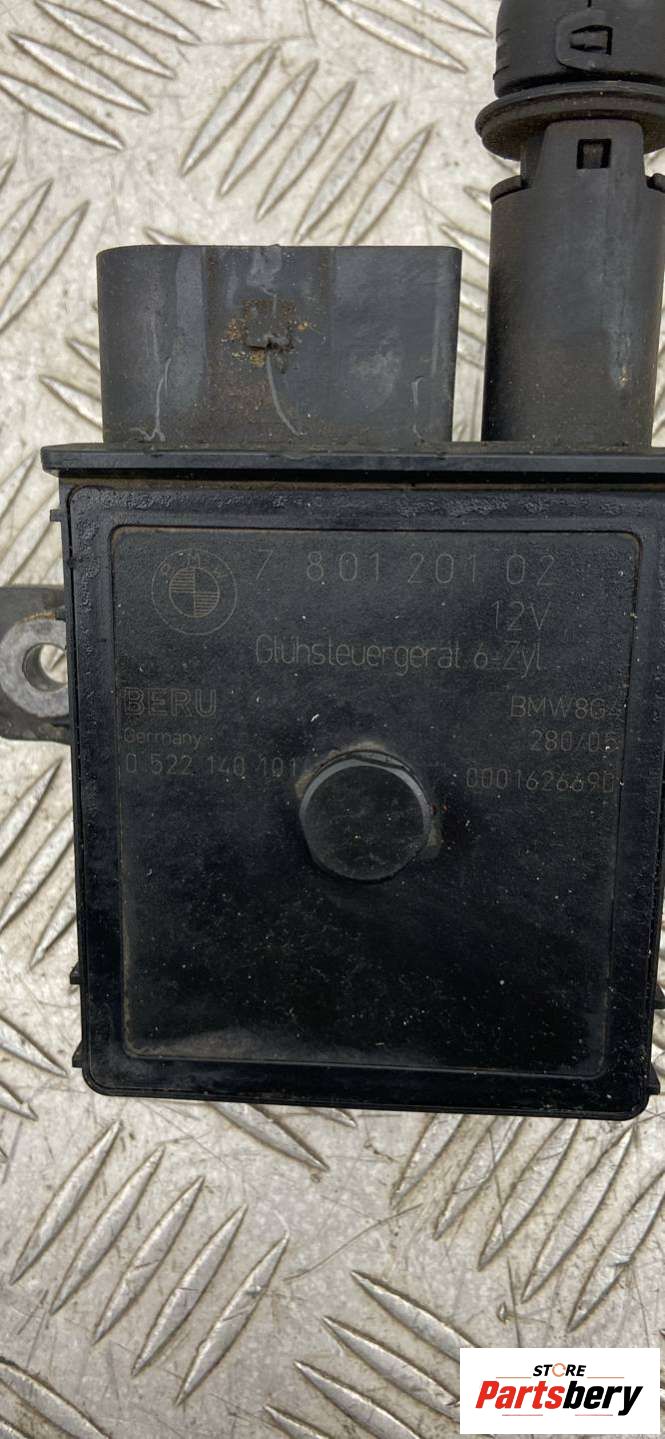 BMW
7 801 201 02
12V
Glühsteuergerät 6-Zyl.
BERU
BMW8G4
Germany
280/05
0 522 140 101
000162669D
STORE
Partsbery